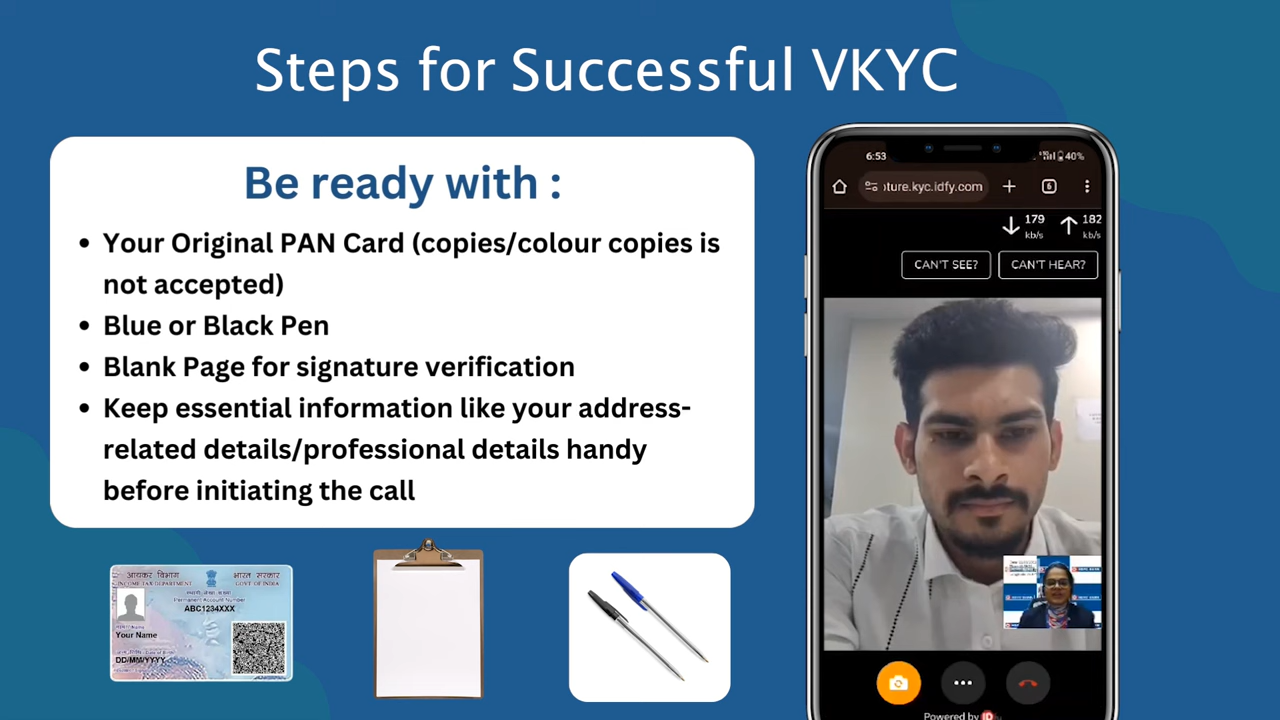 Steps for Successful VKYC
Be ready with :
• Your Original PAN Card (copies/colour copies is
not accepted)
• Blue or Black Pen
• Blank Page for signature verification
• Keep essential information like your address-
related details/professional details handy
before initiating the call
आयकर विभाग भारत सरकार
INCOME TAX DEPARTMENT GOVT. OF INDIA
Permanent Account Number
ABC1234XXX
Your Name
DD/MM/YYYY
6:53 40%
ture.kyc.idfy.com 6
179 182
kb/s kb/s
CAN'T SEE? CAN'T HEAR?
Powered by ID